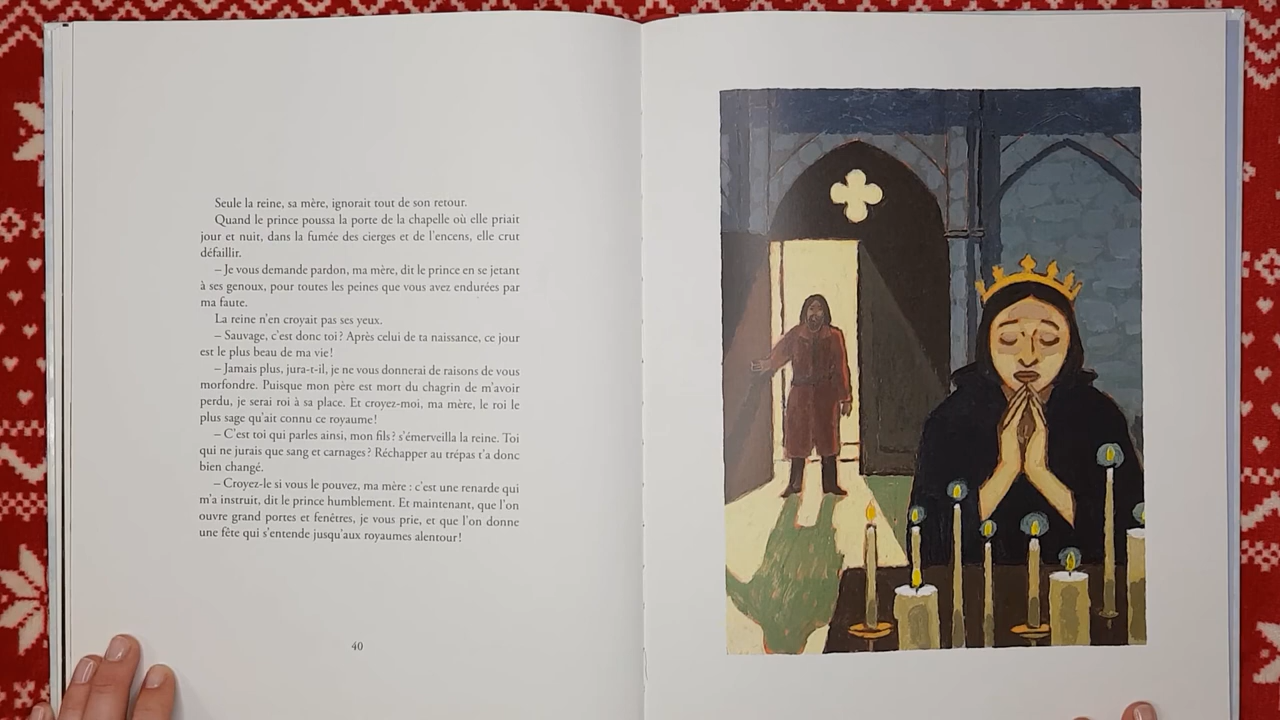 Seule la reine, sa mère, ignorait tout de son retour.
Quand le prince poussa la porte de la chapelle où elle priait
jour et nuit, dans la fumée des cierges et de l'encens, elle crut
défaillir.
– Je vous demande pardon, ma mère, dit le prince en se jetant
à ses genoux, pour toutes les peines que vous avez endurées par
ma faute.
La reine n'en croyait pas ses yeux.
– Sauvage, c'est donc toi ? Après celui de ta naissance, ce jour
est le plus beau de ma vie !
– Jamais plus, jura-t-il, je ne vous donnerai de raisons de vous
morfondre. Puisque mon père est mort du chagrin de m'avoir
perdu, je serai roi à sa place. Et croyez-moi, ma mère, le roi le
plus sage qu'ait connu ce royaume !
– C'est toi qui parles ainsi, mon fils ? s'émerveilla la reine. Toi
qui ne jurais que sang et carnages ? Réchapper au trépas t'a donc
bien changé.
– Croyez-le si vous le pouvez, ma mère : c'est une renarde qui
m'a instruit, dit le prince humblement. Et maintenant, que l'on
ouvre grand portes et fenêtres, je vous prie, et que l'on donne
une fête qui s'entende jusqu'aux royaumes alentour !
40